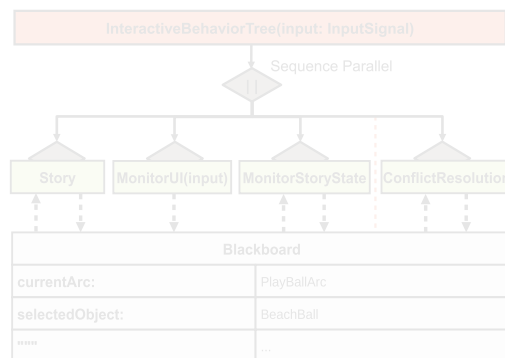 InteractiveBehaviorTree(input: InputSignal)
Sequence Parallel
||
Story
MonitorUI(input)
MonitorStoryState
ConflictResolution
Blackboard
currentArc: PlayBallArc
selectedObject: BeachBall
""" ...